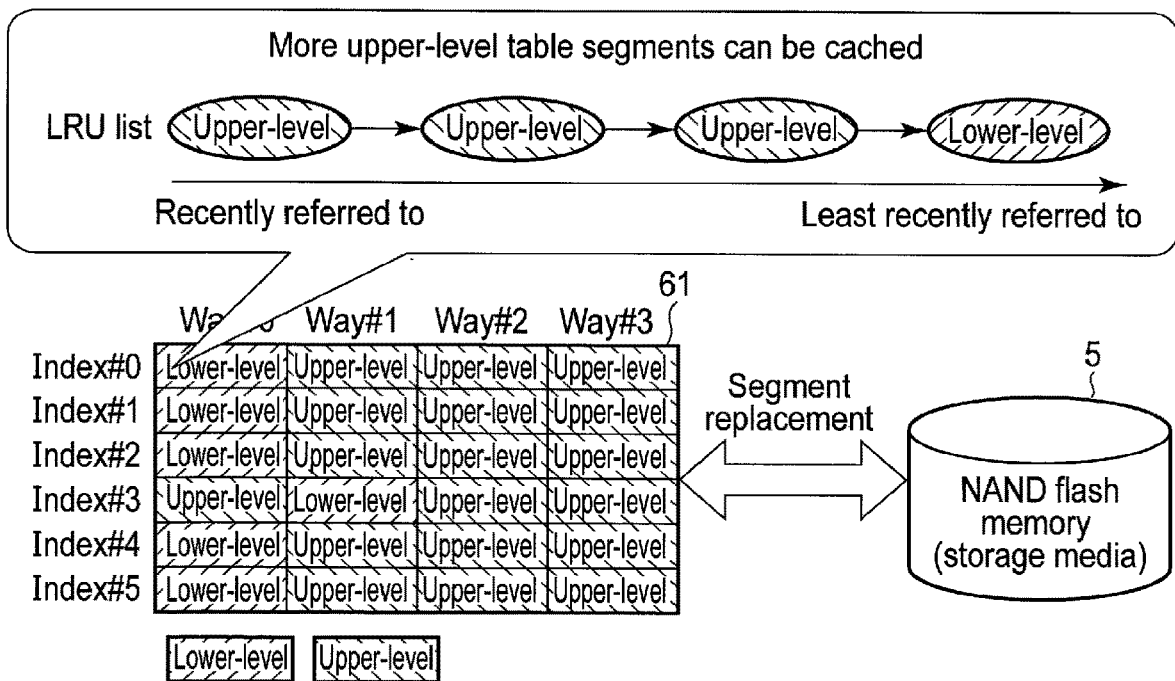 More upper-level table segments can be cached
LRU list Upper-level Upper-level Upper-level Lower-level
Recently referred to Least recently referred to
61
Way#1 Way#2 Way#3
Index#0 Lower-level Upper-level Upper-level Upper-level
Index#1 Lower-level Upper-level Upper-level Upper-level
Index#2 Lower-level Upper-level Upper-level Upper-level
Index#3 Upper-level Lower-level Upper-level Upper-level
Index#4 Lower-level Upper-level Upper-level Upper-level
Index#5 Lower-level Upper-level Upper-level Upper-level
Segment
replacement
5
NAND flash
memory
(storage media)
Lower-level Upper-level